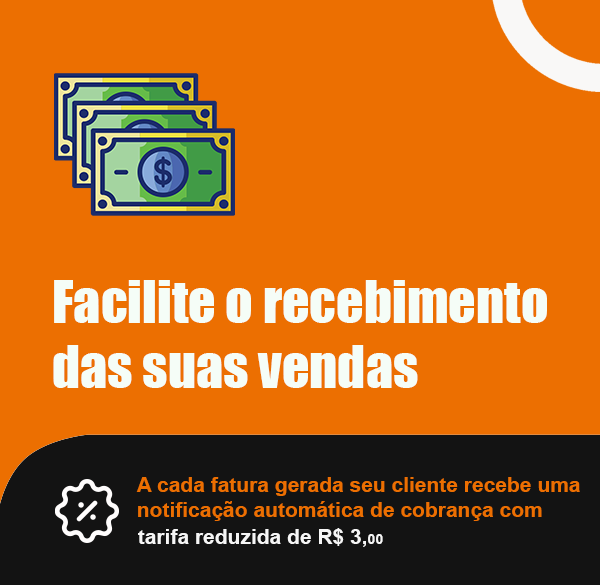 Facilite o recebimento
das suas vendas
A cada fatura gerada seu cliente recebe uma
notificação automática de cobrança com
tarifa reduzida de R$ 3,00